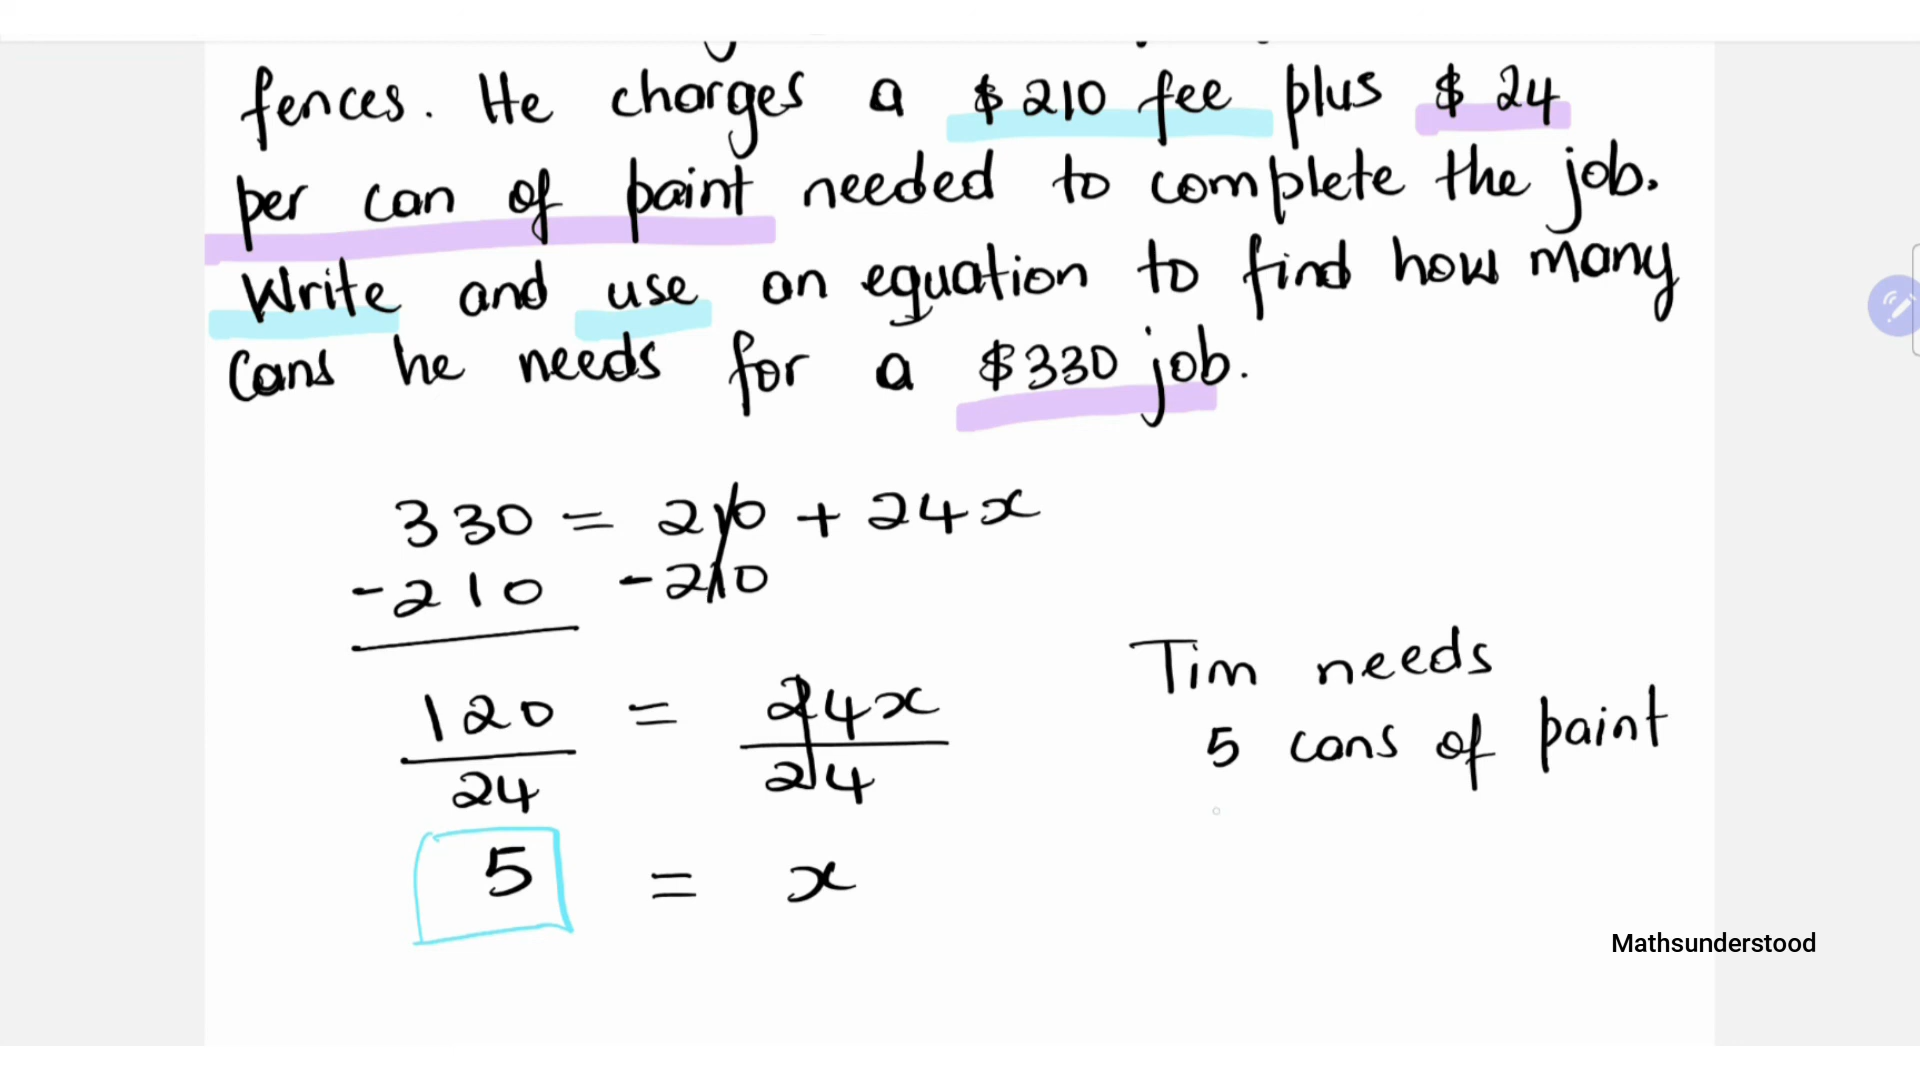 fences. He charges a $210 fee plus $24
per can of paint needed to complete the job.
Write and use an equation to find how many
cans he needs for a $330 job.
330 = 210 + 24x
-210 -210
120 = 24x
24 24
5 = x
Tim needs
5 cans of paint
Mathsunderstood